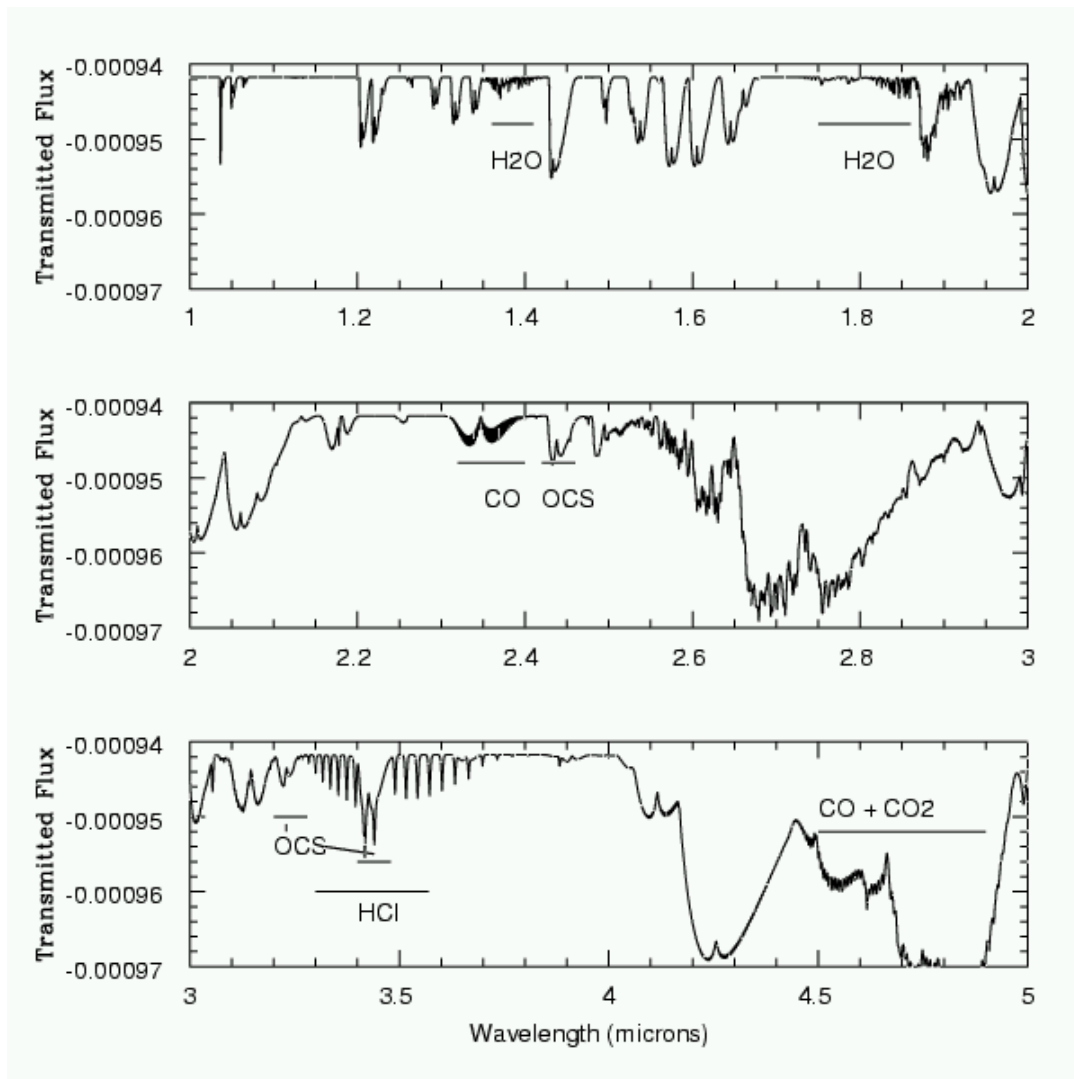 Transmitted Flux
-0.00094
-0.00095
-0.00096
-0.00097
H2O
H2O
1 1.2 1.4 1.6 1.8 2
Transmitted Flux
-0.00094
-0.00095
-0.00096
-0.00097
CO OCS
2 2.2 2.4 2.6 2.8 3
Transmitted Flux
-0.00094
-0.00095
-0.00096
-0.00097
CO + CO2
OCS
HCl
3 3.5 4 4.5 5
Wavelength (microns)